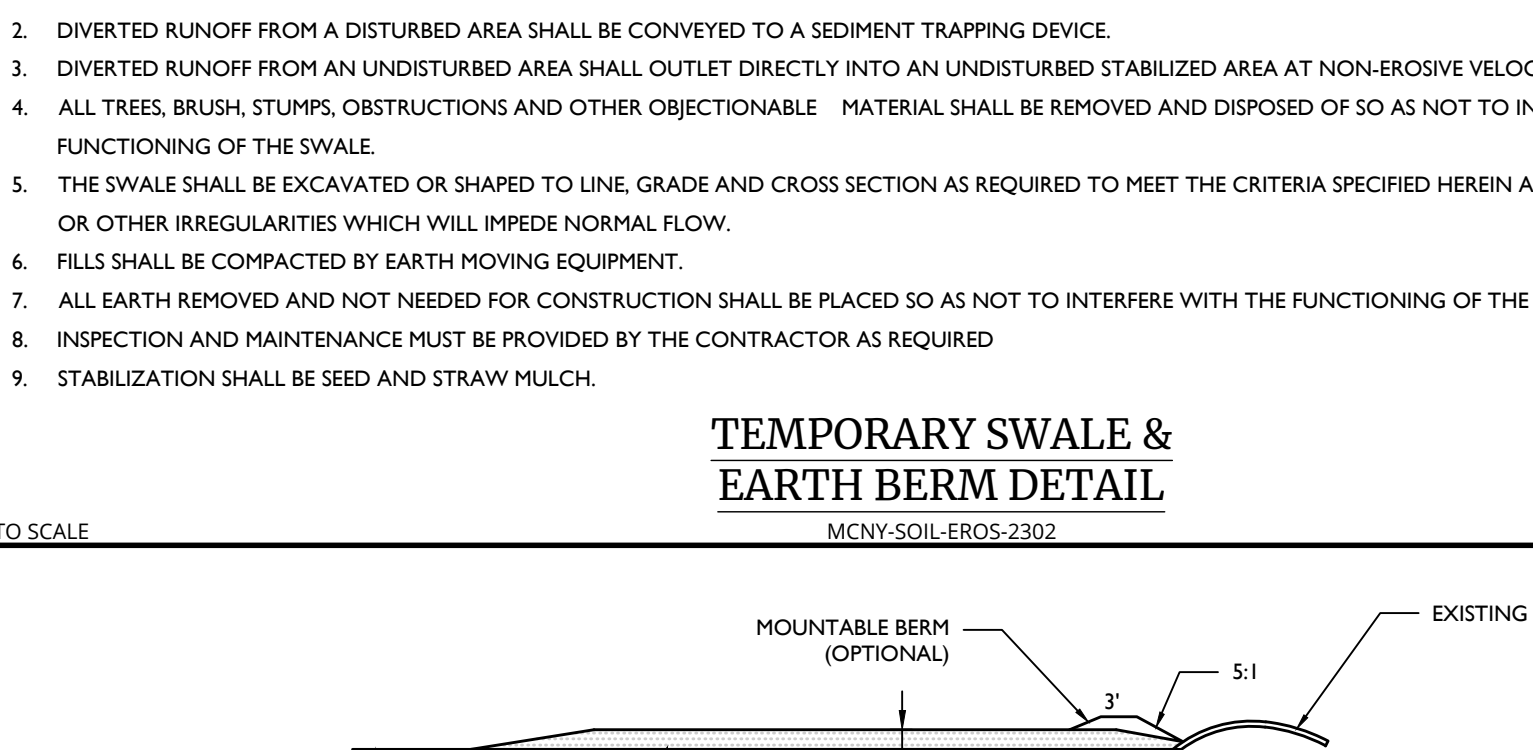 2. DIVERTED RUNOFF FROM A DISTURBED AREA SHALL BE CONVEYED TO A SEDIMENT TRAPPING DEVICE.
3. DIVERTED RUNOFF FROM AN UNDISTURBED AREA SHALL OUTLET DIRECTLY INTO AN UNDISTURBED STABILIZED AREA AT NON-EROSIVE
4. ALL TREES, BRUSH, STUMPS, OBSTRUCTIONS AND OTHER OBJECTIONABLE MATERIAL SHALL BE REMOVED AND DISPOSED OF SO AS NOT TO
FUNCTIONING OF THE SWALE.
5. THE SWALE SHALL BE EXCAVATED OR SHAPED TO LINE, GRADE AND CROSS SECTION AS REQUIRED TO MEET THE CRITERIA SPECIFIED HEREIN
OR OTHER IRREGULARITIES WHICH WILL IMPEDE NORMAL FLOW.
6. FILLS SHALL BE COMPACTED BY EARTH MOVING EQUIPMENT.
7. ALL EARTH REMOVED AND NOT NEEDED FOR CONSTRUCTION SHALL BE PLACED SO AS NOT TO INTERFERE WITH THE FUNCTIONING OF THE
8. INSPECTION AND MAINTENANCE MUST BE PROVIDED BY THE CONTRACTOR AS REQUIRED
9. STABILIZATION SHALL BE SEED AND STRAW MULCH.
TEMPORARY SWALE &
EARTH BERM DETAIL
TO SCALE
MCNY-SOIL-EROS-2302
MOUNTABLE BERM
(OPTIONAL)
EXISTING
5:1
3'